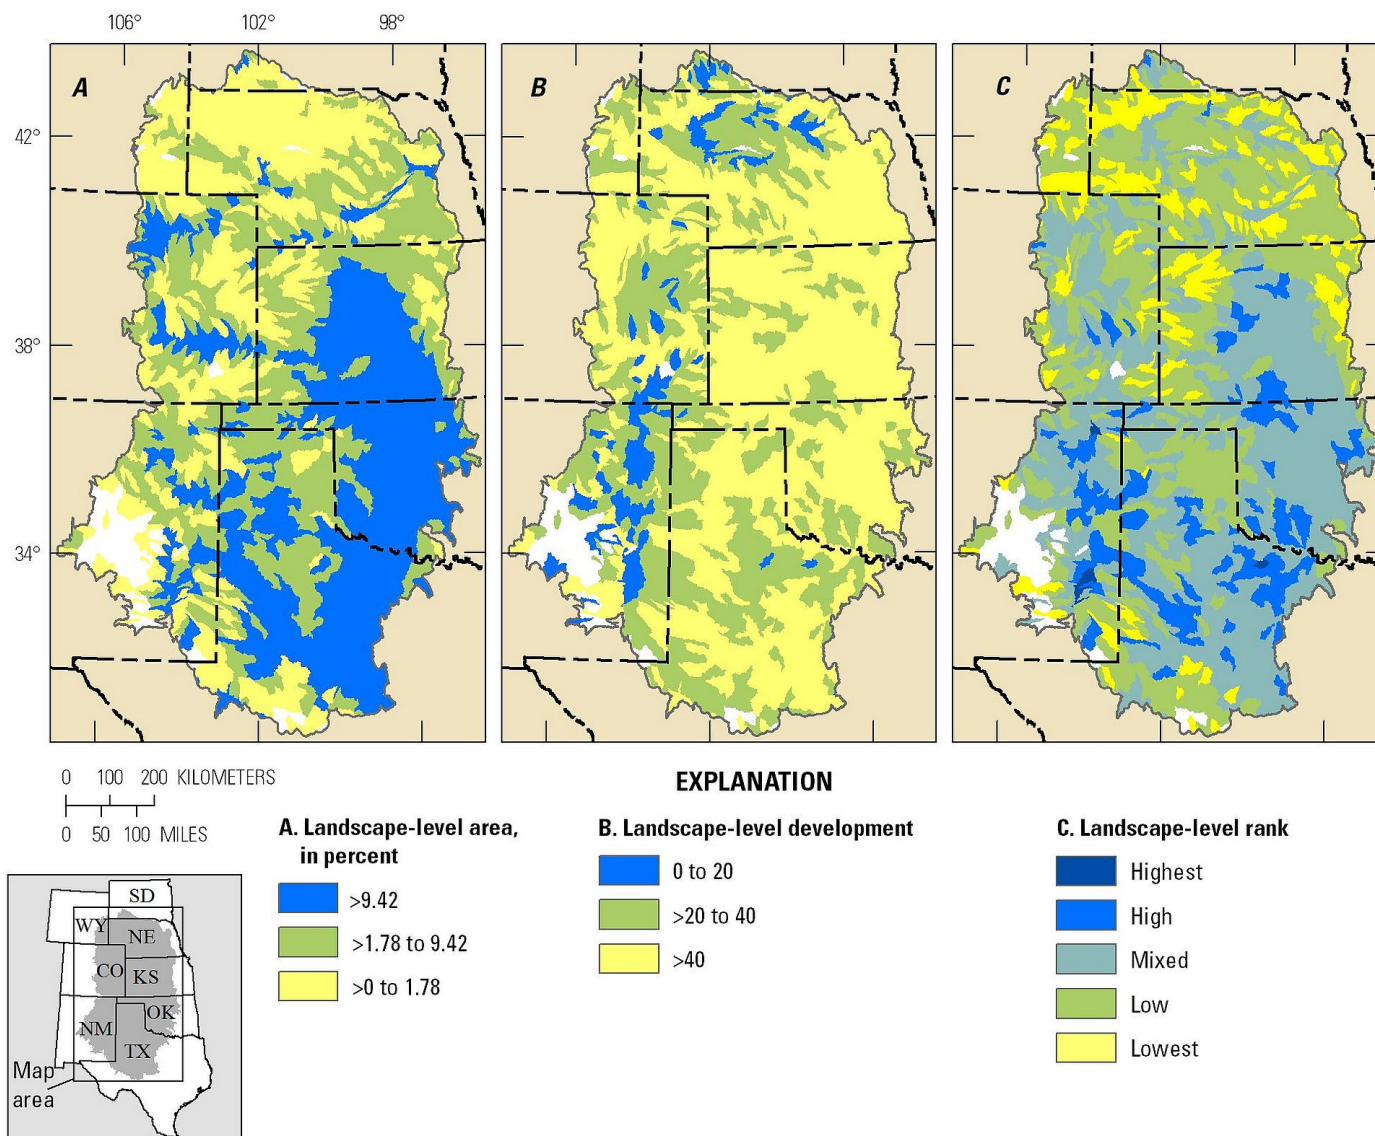 106° 102° 98°
A B C
42°
38°
34°
0 100 200 KILOMETERS
0 50 100 MILES
EXPLANATION
A. Landscape-level area,
in percent
>9.42
>1.78 to 9.42
>0 to 1.78
B. Landscape-level development
0 to 20
>20 to 40
>40
C. Landscape-level rank
Highest
High
Mixed
Low
Lowest
SD
WY NE
CO KS
NM OK
TX
Map
area